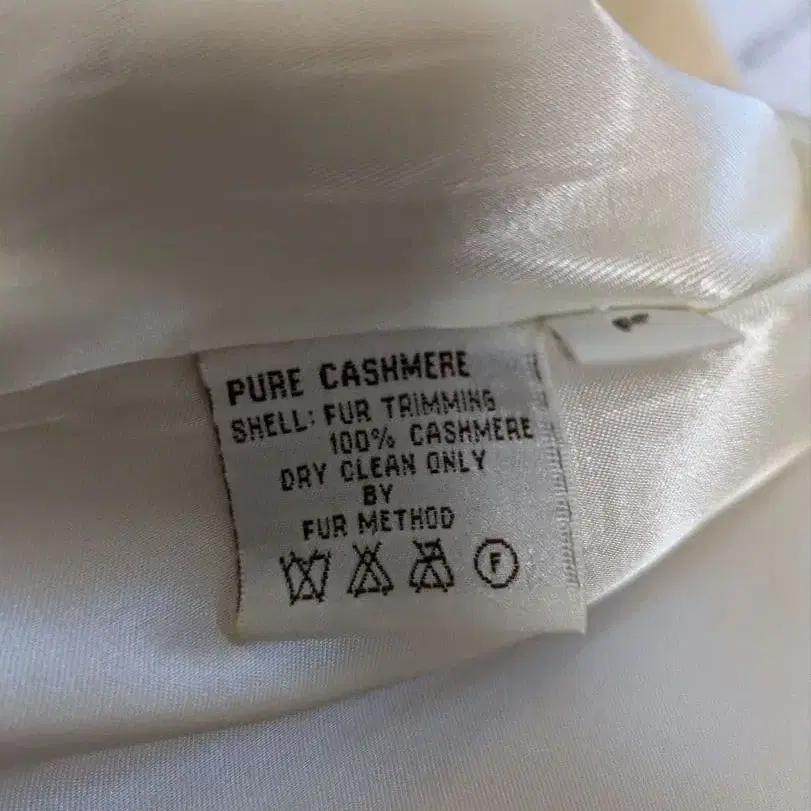 PURE CASHMERE
SHELL: FUR TRIMMING
100% CASHMERE
DRY CLEAN ONLY
BY
FUR METHOD
F